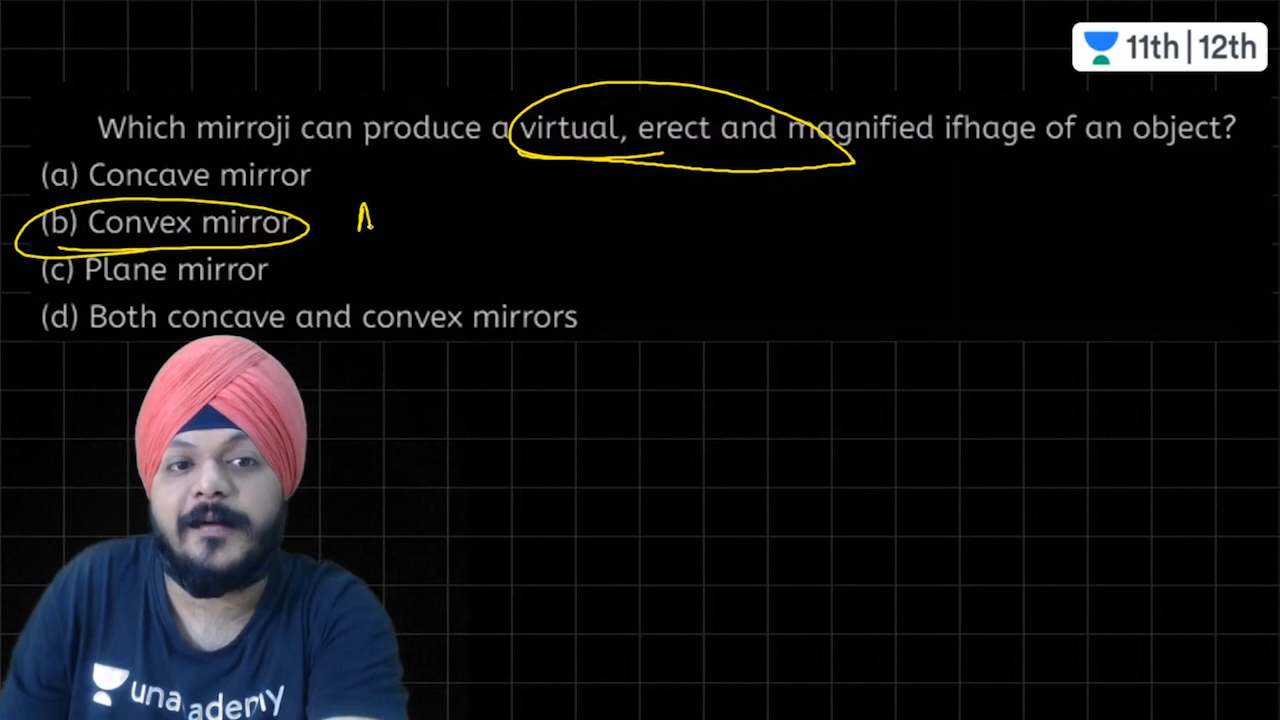 11th | 12th
Which mirroji can produce a virtual, erect and magnified ifhage of an object?
(a) Concave mirror
(b) Convex mirror
(c) Plane mirror
(d) Both concave and convex mirrors
unacademy